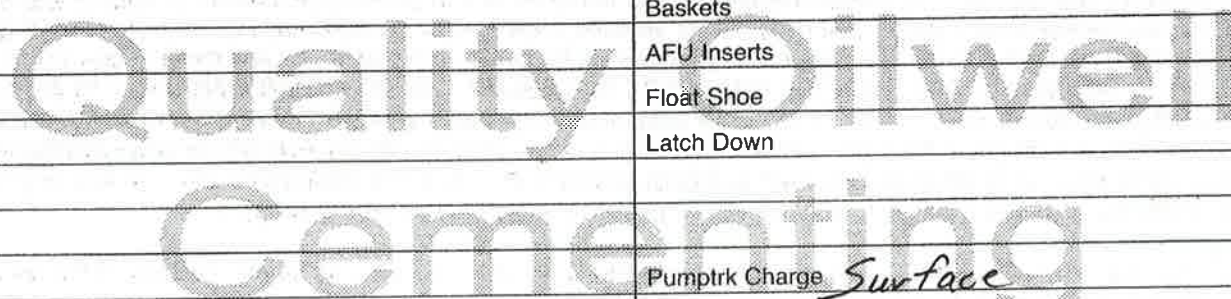 Baskets
Quality Oilwell
AFU Inserts
Float Shoe
Latch Down
Cementing
Pumptrk Charge Surface